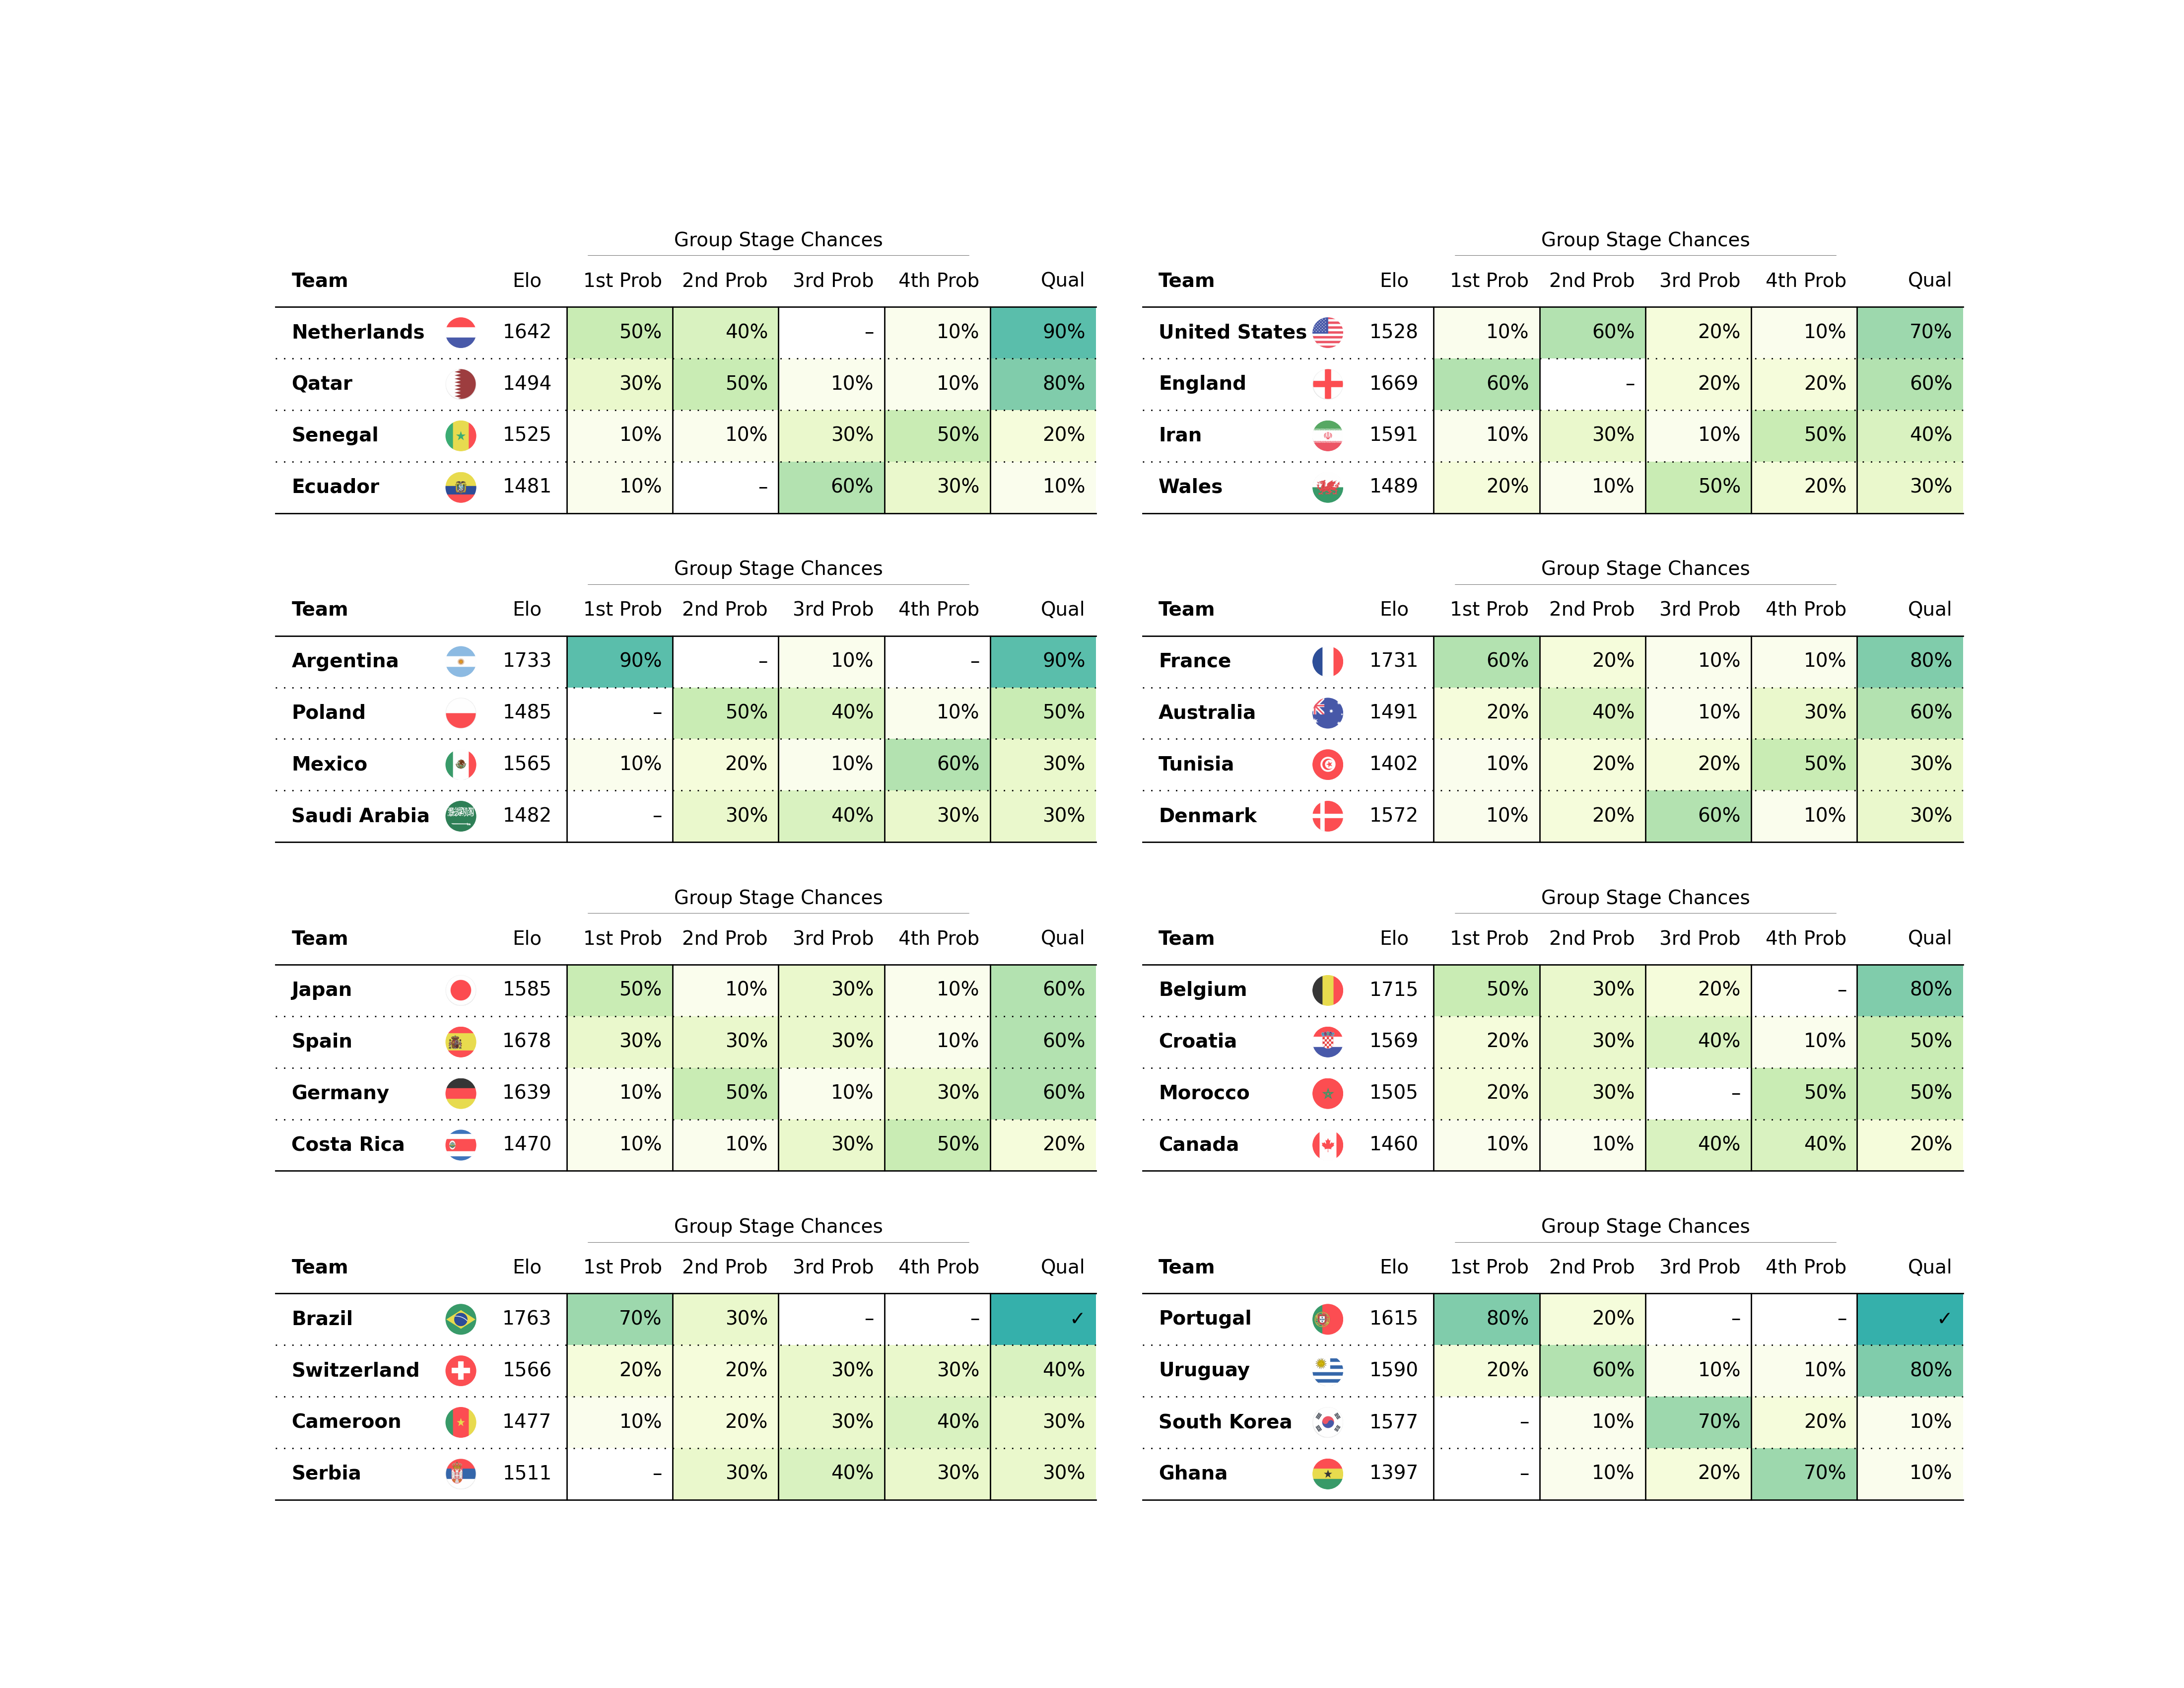 Group Stage Chances
Team Elo 1st Prob 2nd Prob 3rd Prob 4th Prob Qual
Netherlands 1642 50% 40% – 10% 90%
Qatar 1494 30% 50% 10% 10% 80%
Senegal 1525 10% 10% 30% 50% 20%
Ecuador 1481 10% – 60% 30% 10%
Group Stage Chances
Team Elo 1st Prob 2nd Prob 3rd Prob 4th Prob Qual
United States 1528 10% 60% 20% 10% 70%
England 1669 60% – 20% 20% 60%
Iran 1591 10% 30% 10% 50% 40%
Wales 1489 20% 10% 50% 20% 30%
Group Stage Chances
Team Elo 1st Prob 2nd Prob 3rd Prob 4th Prob Qual
Argentina 1733 90% – 10% – 90%
Poland 1485 – 50% 40% 10% 50%
Mexico 1565 10% 20% 10% 60% 30%
Saudi Arabia 1482 – 30% 40% 30% 30%
Group Stage Chances
Team Elo 1st Prob 2nd Prob 3rd Prob 4th Prob Qual
France 1731 60% 20% 10% 10% 80%
Australia 1491 20% 40% 10% 30% 60%
Tunisia 1402 10% 20% 20% 50% 30%
Denmark 1572 10% 20% 60% 10% 30%
Group Stage Chances
Team Elo 1st Prob 2nd Prob 3rd Prob 4th Prob Qual
Japan 1585 50% 10% 30% 10% 60%
Spain 1678 30% 30% 30% 10% 60%
Germany 1639 10% 50% 10% 30% 60%
Costa Rica 1470 10% 10% 30% 50% 20%
Group Stage Chances
Team Elo 1st Prob 2nd Prob 3rd Prob 4th Prob Qual
Belgium 1715 50% 30% 20% – 80%
Croatia 1569 20% 30% 40% 10% 50%
Morocco 1505 20% 30% – 50% 50%
Canada 1460 10% 10% 40% 40% 20%
Group Stage Chances
Team Elo 1st Prob 2nd Prob 3rd Prob 4th Prob Qual
Brazil 1763 70% 30% – – ✓
Switzerland 1566 20% 20% 30% 30% 40%
Cameroon 1477 10% 20% 30% 40% 30%
Serbia 1511 – 30% 40% 30% 30%
Group Stage Chances
Team Elo 1st Prob 2nd Prob 3rd Prob 4th Prob Qual
Portugal 1615 80% 20% – – ✓
Uruguay 1590 20% 60% 10% 10% 80%
South Korea 1577 – 10% 70% 20% 10%
Ghana 1397 – 10% 20% 70% 10%